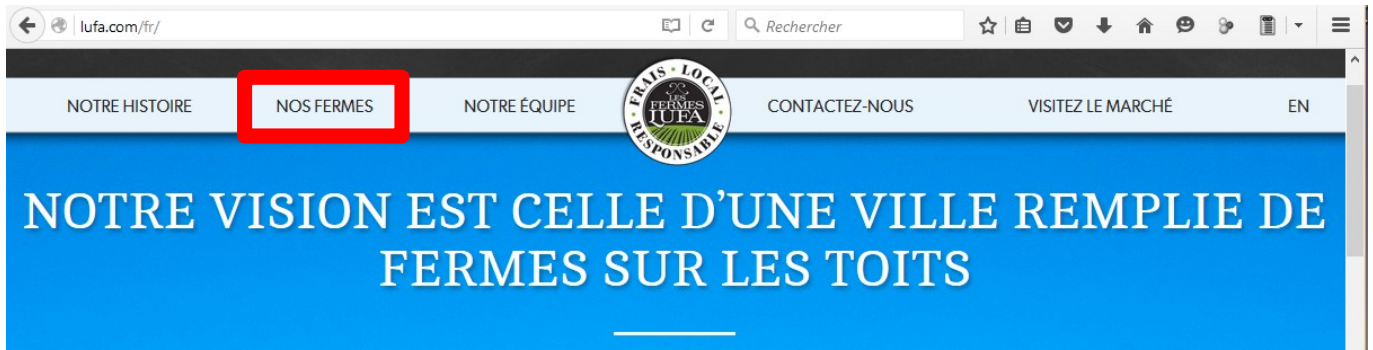 lufa.com/fr/
Rechercher
NOTRE HISTOIRE
NOS FERMES
NOTRE ÉQUIPE
FRAIS · LOCAL · RESPONSABLE
LES
FERMES
LUFA
CONTACTEZ-NOUS
VISITEZ LE MARCHÉ
EN
NOTRE VISION EST CELLE D'UNE VILLE REMPLIE DE
FERMES SUR LES TOITS